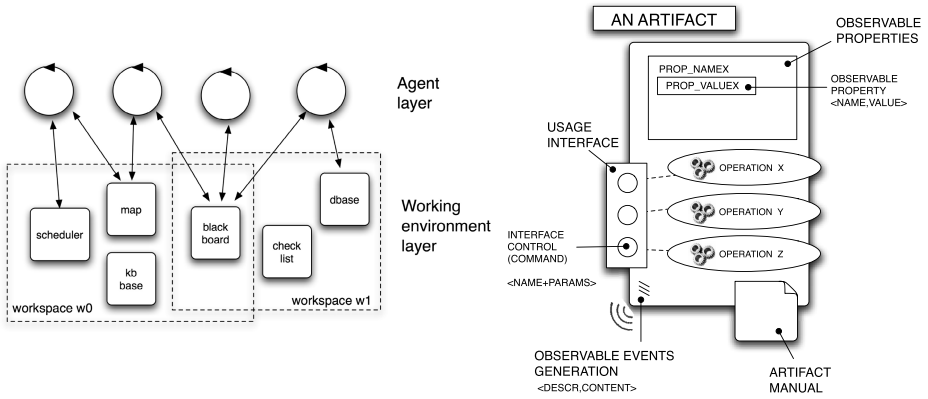 Agent
layer
scheduler
map
kb
base
black
board
check
list
dbase
Working
environment
layer
workspace w0
workspace w1
AN ARTIFACT
OBSERVABLE
PROPERTIES
PROP_NAMEX
PROP_VALUEX
OBSERVABLE
PROPERTY
<NAME,VALUE>
USAGE
INTERFACE
OPERATION X
OPERATION Y
OPERATION Z
INTERFACE
CONTROL
(COMMAND)
<NAME+PARAMS>
OBSERVABLE EVENTS
GENERATION
<DESCR,CONTENT>
ARTIFACT
MANUAL